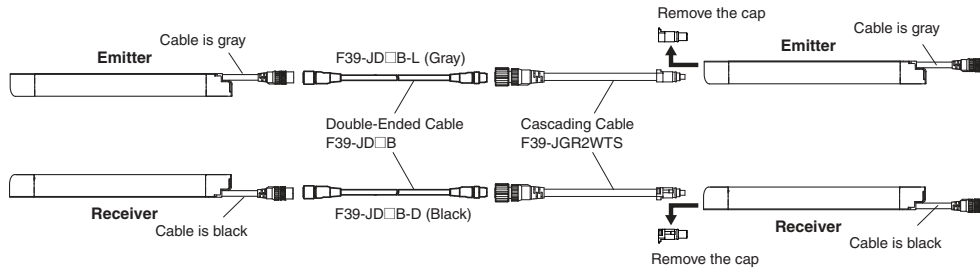 Remove the cap
Cable is gray
Emitter
F39-JD□B-L (Gray)
Emitter
Cable is gray
Double-Ended Cable
F39-JD□B
Cascading Cable
F39-JGR2WTS
Receiver
Cable is black
F39-JD□B-D (Black)
Receiver
Cable is black
Remove the cap